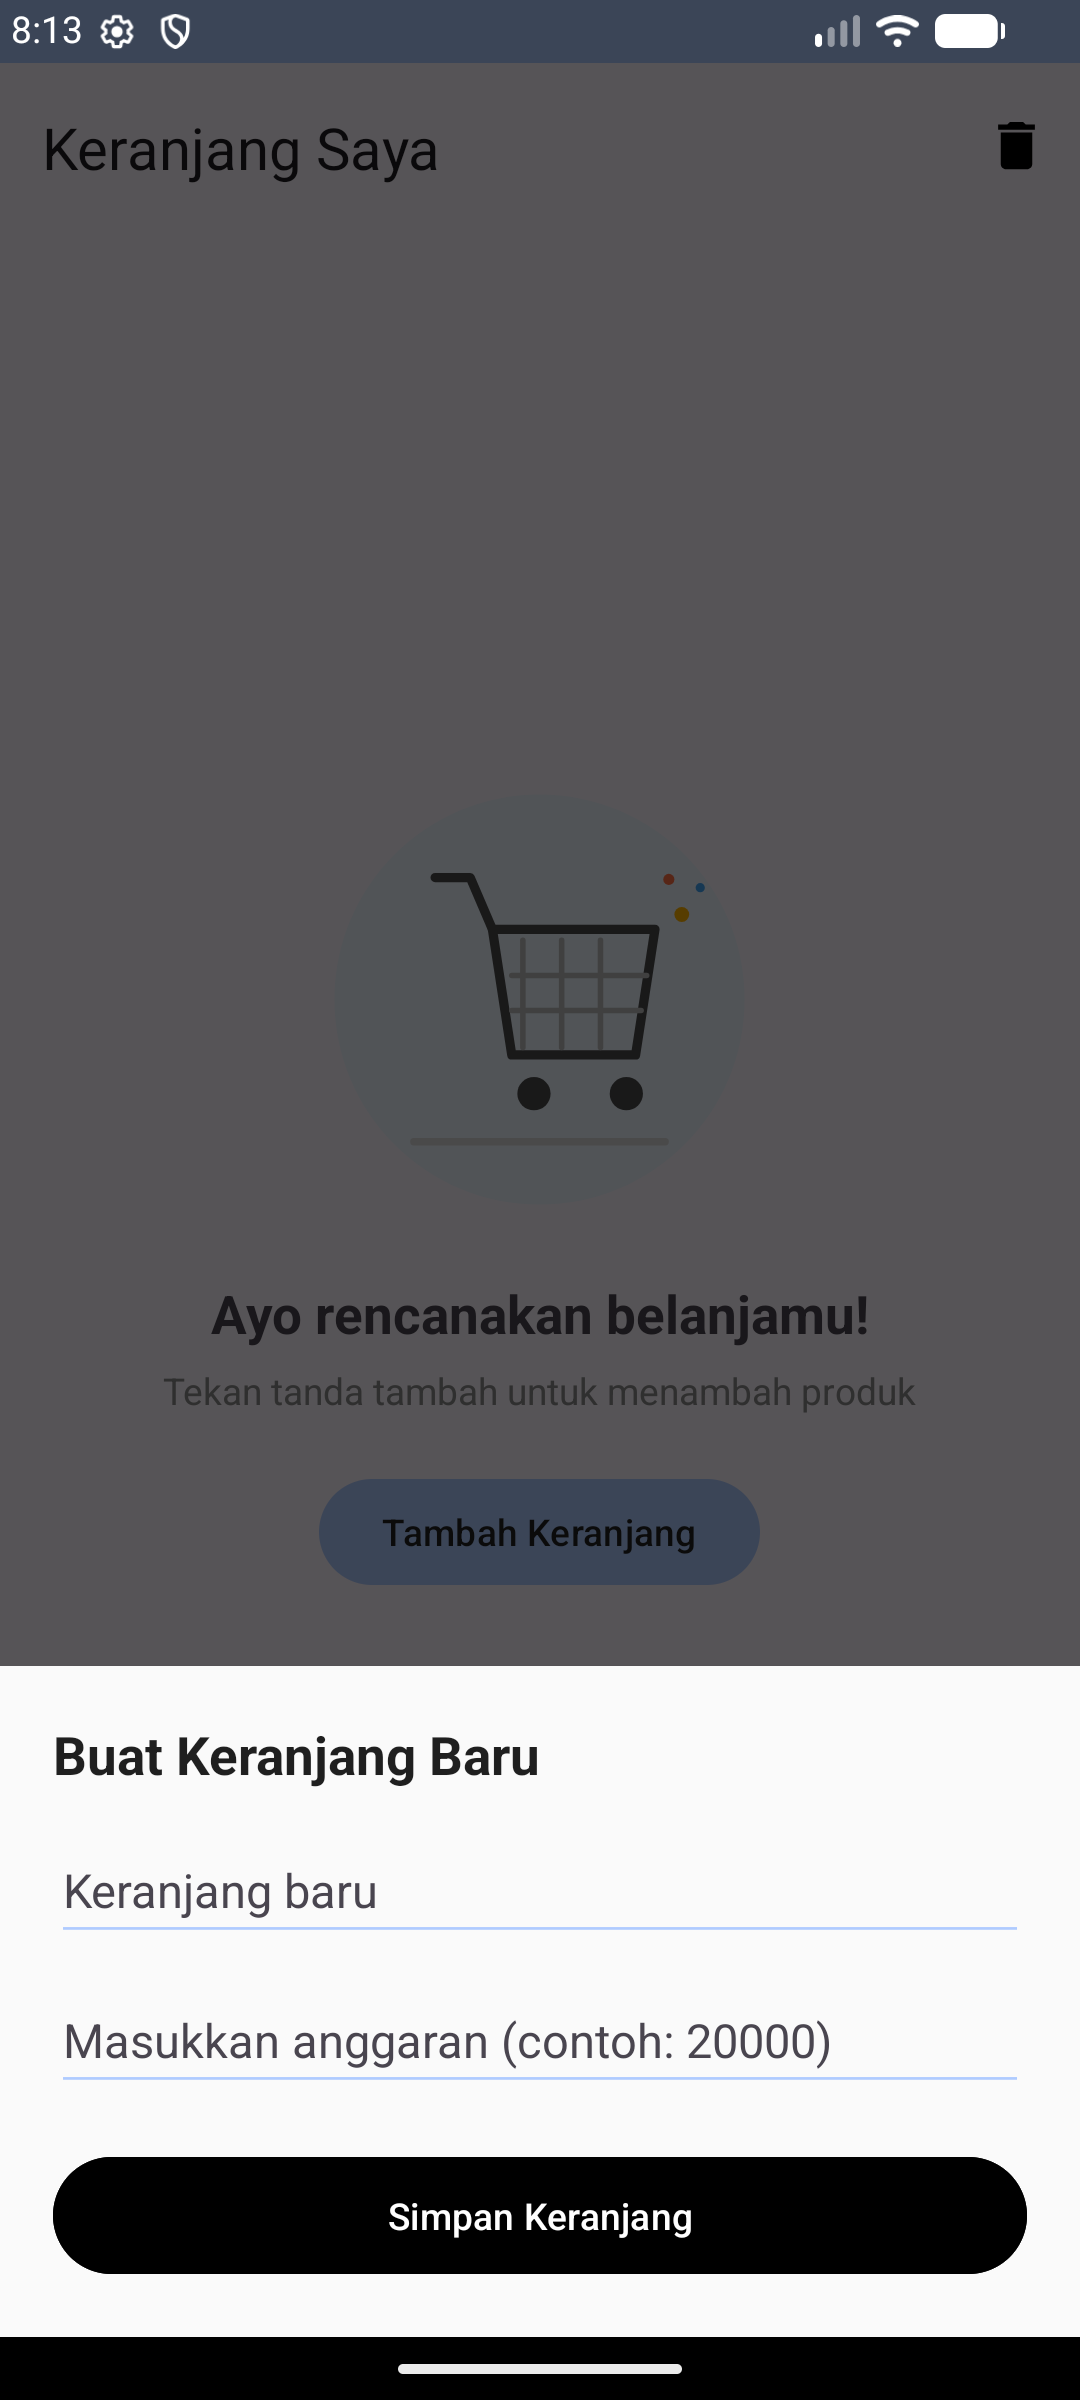 8:13
Keranjang Saya
Ayo rencanakan belanjamu!
Tekan tanda tambah untuk menambah produk
Tambah Keranjang
Buat Keranjang Baru
Keranjang baru
Masukkan anggaran (contoh: 20000)
Simpan Keranjang